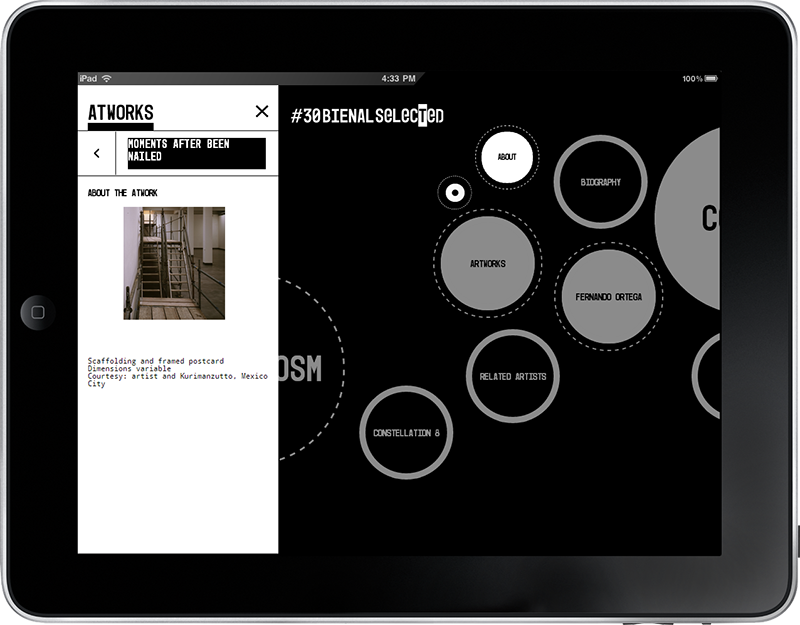 iPad
4:33 PM
100%
ATWORKS
MOMENTS AFTER BEEN
NAILED
ABOUT THE ATWORK
Scaffolding and framed postcard
Dimensions variable
Courtesy: artist and Kurimanzutto, Mexico
City
#30BIENALSELECTED
ABOUT
BIOGRAPHY
ARTWORKS
FERNANDO ORTEGA
RELATED ARTISTS
CONSTELLATION 8
OSM
C